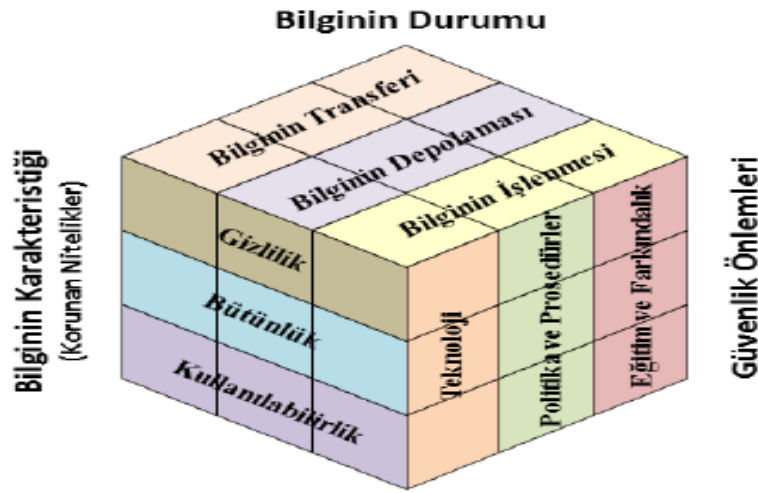 Bilginin Durumu
Bilginin Transferi
Bilginin Depolaması
Bilginin İşlenmesi
Bilginin Karakteristiği
(Korunan Nitelikler)
Gizlilik
Bütünlük
Kullanılabilirlik
Teknoloji
Politika ve Prosedürler
Eğitim ve Farkındalık
Güvenlik Önlemleri